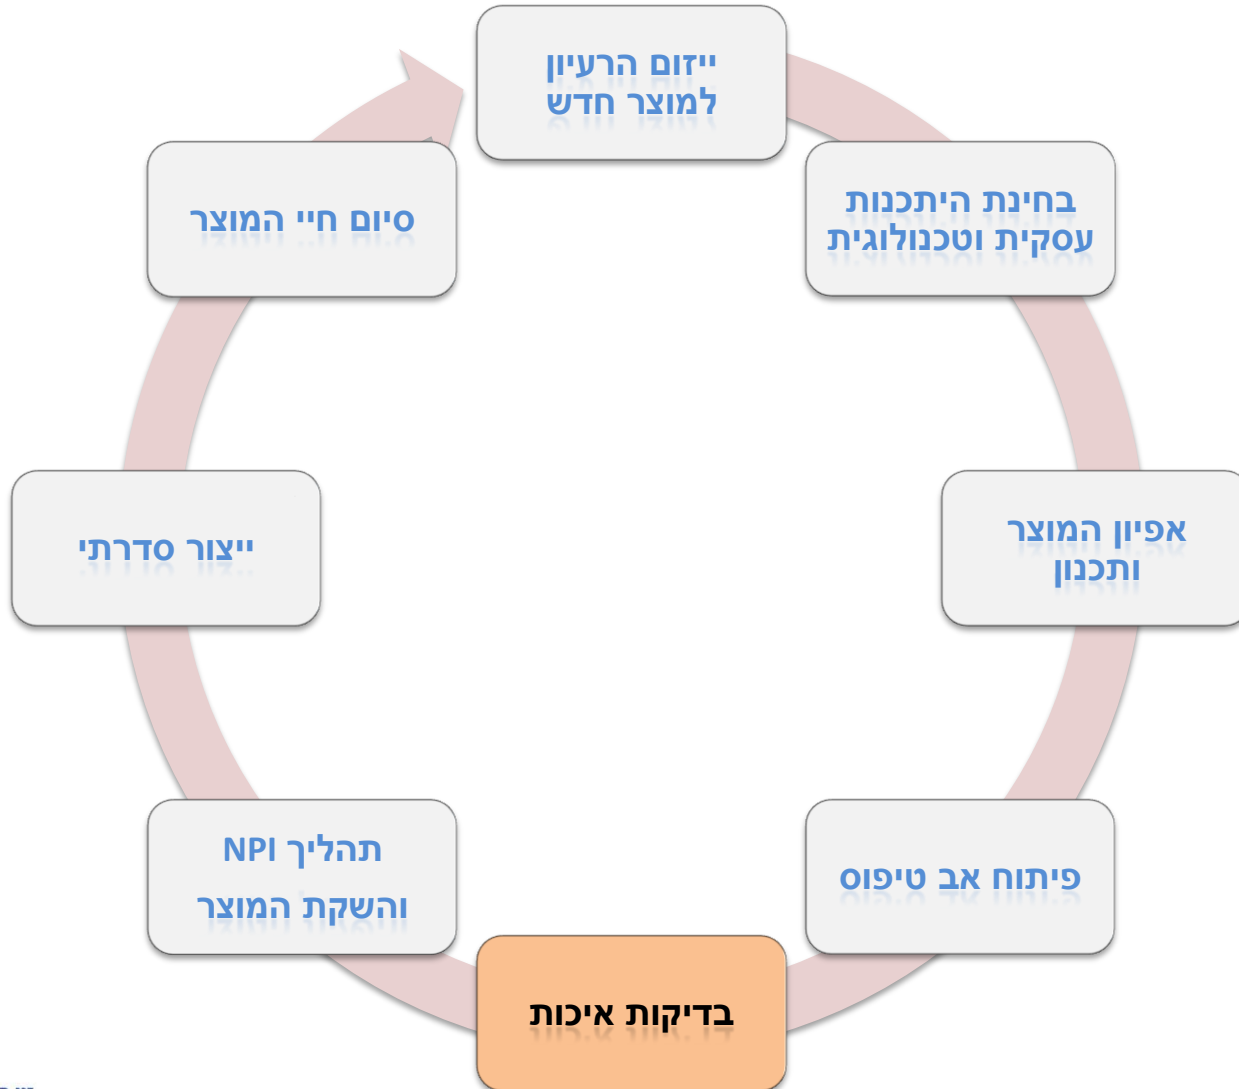 ייזום הרעיון
למוצר חדש
בחינת היתכנות
עסקית וטכנולוגית
אפיון המוצר
ותכנון
פיתוח אב טיפוס
בדיקות איכות
תהליך NPI
והשקת המוצר
ייצור סדרתי
סיום חיי המוצר